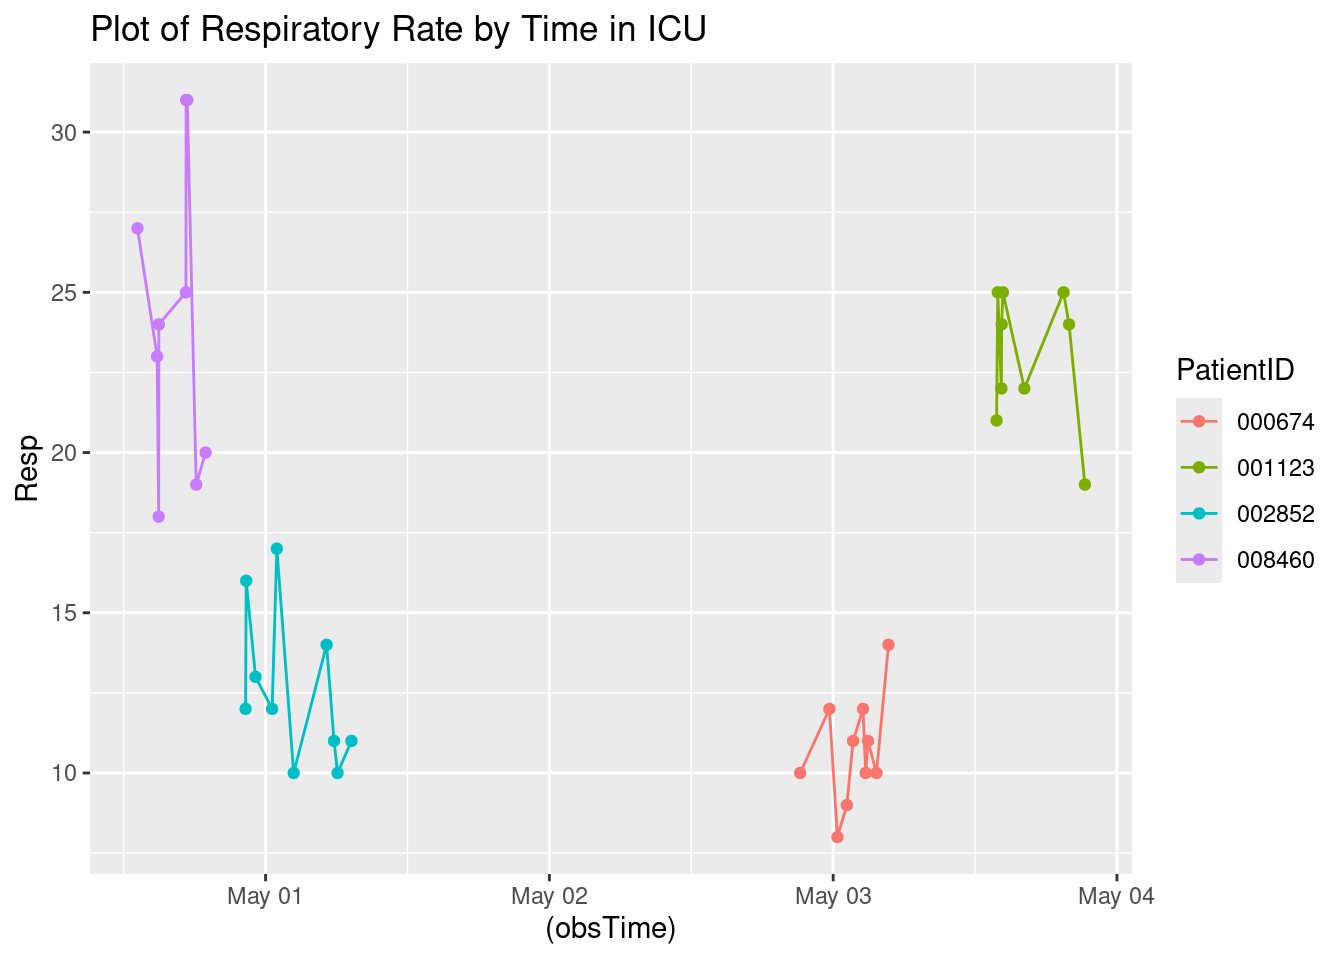 Plot of Respiratory Rate by Time in ICU
30
25
20
15
10
Resp
May 01
May 02
May 03
May 04
(obsTime)
PatientID
000674
001123
002852
008460